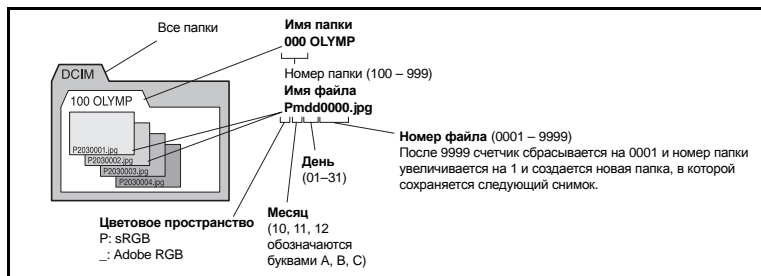 Все папки
Имя папки
000 OLYMP
Номер папки (100 – 999)
DCIM
100 OLYMP
P2030001.jpg
P2030002.jpg
P2030003.jpg
P2030004.jpg
Имя файла
Pmdd0000.jpg
Номер файла (0001 – 9999)
После 9999 счетчик сбрасывается на 0001 и номер папки
увеличивается на 1 и создается новая папка, в которой
сохраняется следующий снимок.
День
(01–31)
Месяц
(10, 11, 12
обозначаются
буквами A, B, C)
Цветовое пространство
P: sRGB
_: Adobe RGB